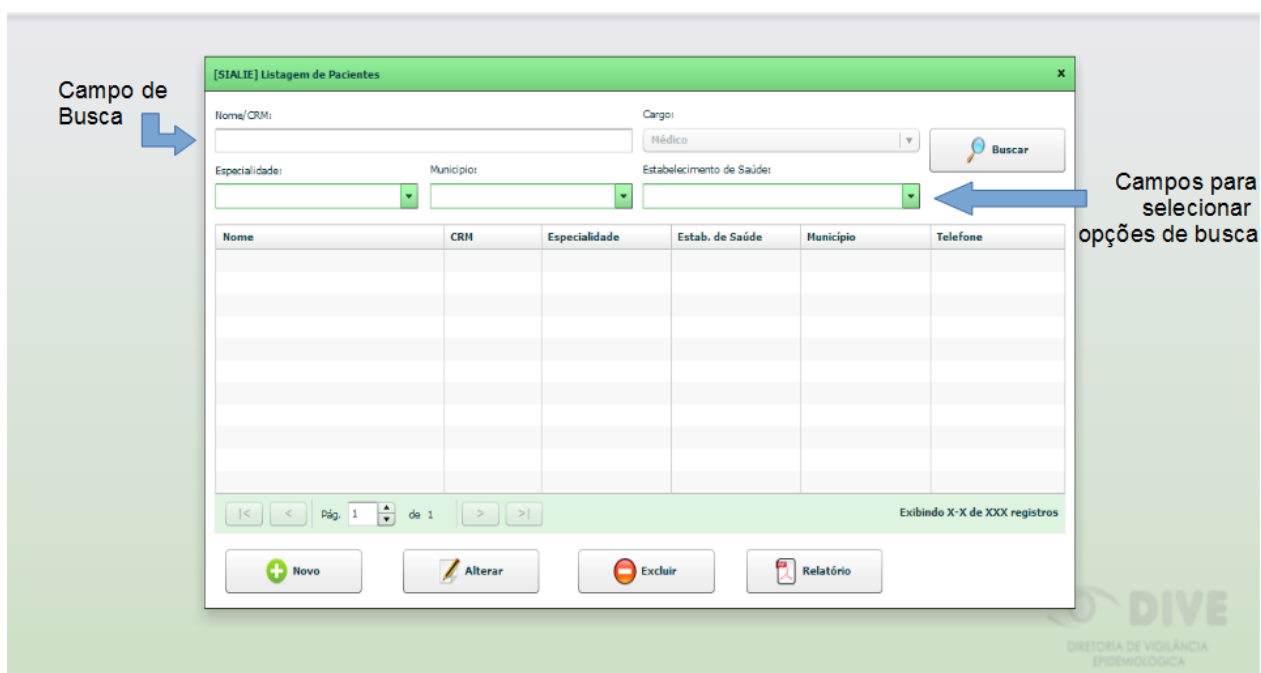 [SIALIE] Listagem de Pacientes x
Campo de
Busca
Nome/CRM:
Cargo:
Médico
Buscar
Especialidade:
Municipio:
Estabelecimento de Saúde:
Campos para
selecionar
opções de busca
Nome CRM Especialidade Estab. de Saúde Município Telefone
|< < Pág. 1 de 1 > >| Exibindo X-X de XXX registros
Novo Alterar Excluir Relatório
DIVE
DIRETORIA DE VIGILÂNCIA
EPIDEMIOLOGICA